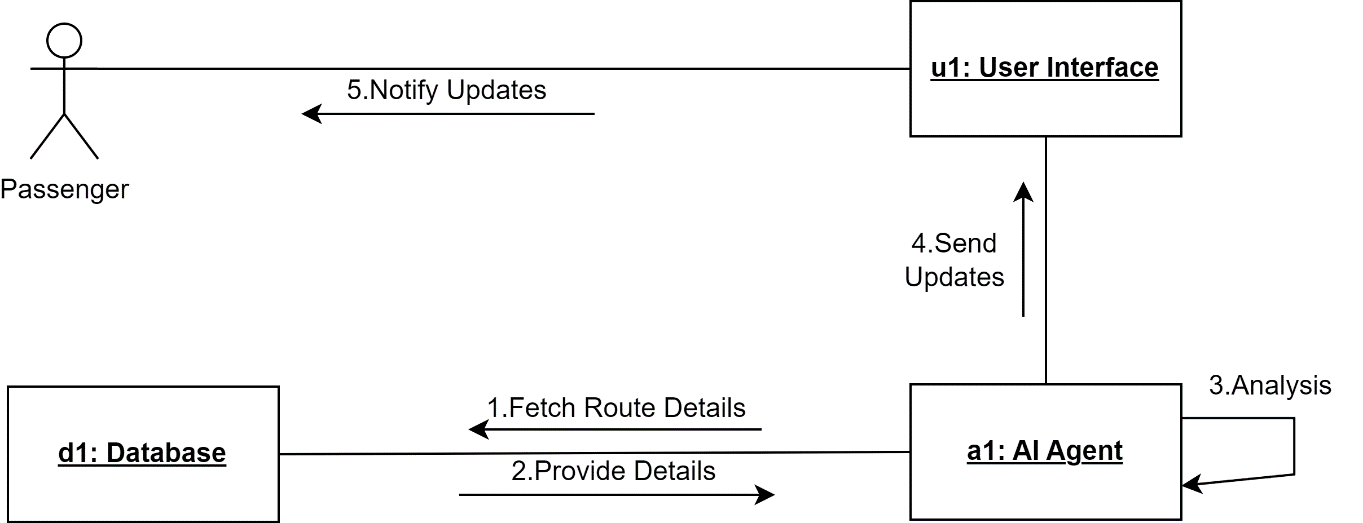 u1: User Interface
5.Notify Updates
Passenger
4.Send
Updates
3.Analysis
1.Fetch Route Details
d1: Database
a1: AI Agent
2.Provide Details